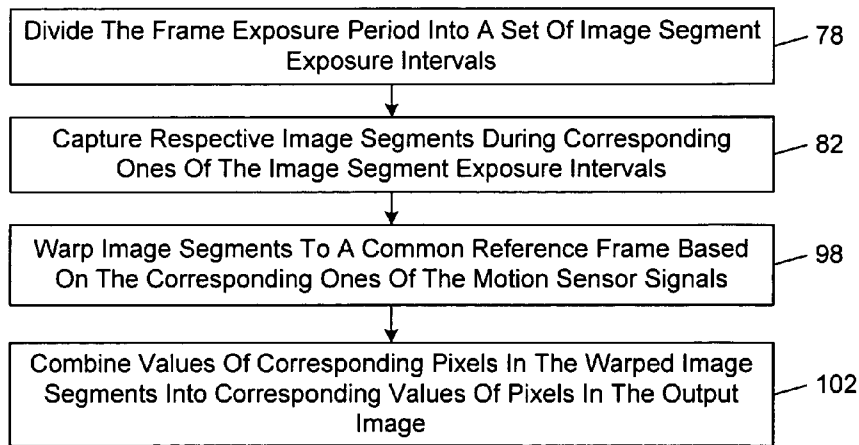 Divide The Frame Exposure Period Into A Set Of Image Segment
Exposure Intervals
78
Capture Respective Image Segments During Corresponding
Ones Of The Image Segment Exposure Intervals
82
Warp Image Segments To A Common Reference Frame Based
On The Corresponding Ones Of The Motion Sensor Signals
98
Combine Values Of Corresponding Pixels In The Warped Image
Segments Into Corresponding Values Of Pixels In The Output
Image
102